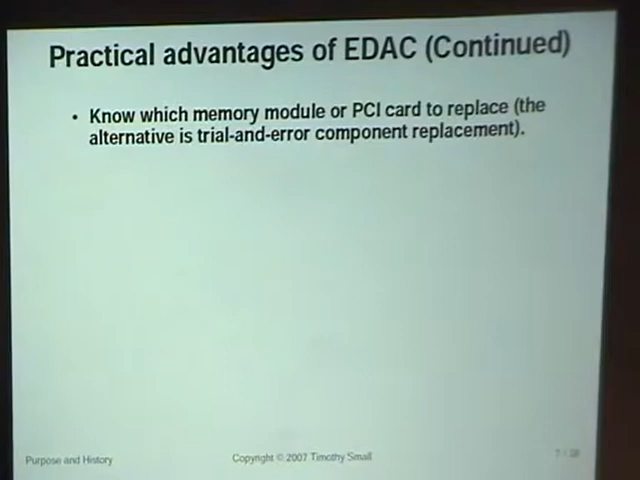 Practical advantages of EDAC (Continued)
• Know which memory module or PCI card to replace (the
alternative is trial-and-error component replacement).
Purpose and History
Copyright © 2007 Timothy Small